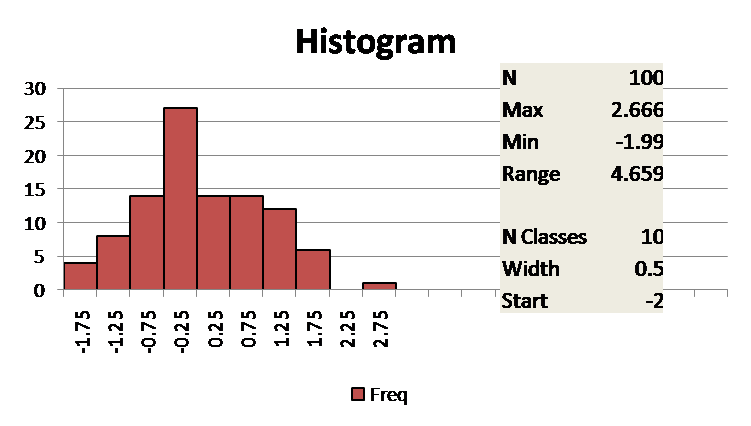 Histogram
N 100
Max 2.666
Min -1.99
Range 4.659
N Classes 10
Width 0.5
Start -2
30
25
20
15
10
5
0
-1.75 -1.25 -0.75 -0.25 0.25 0.75 1.25 1.75 2.25 2.75
Freq